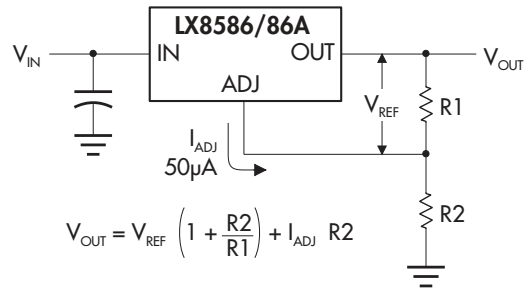 LX8586/86A
V_IN IN OUT V_OUT
ADJ
V_REF
R1
I_ADJ
50µA
R2
V_OUT = V_REF (1 + R2/R1) + I_ADJ R2